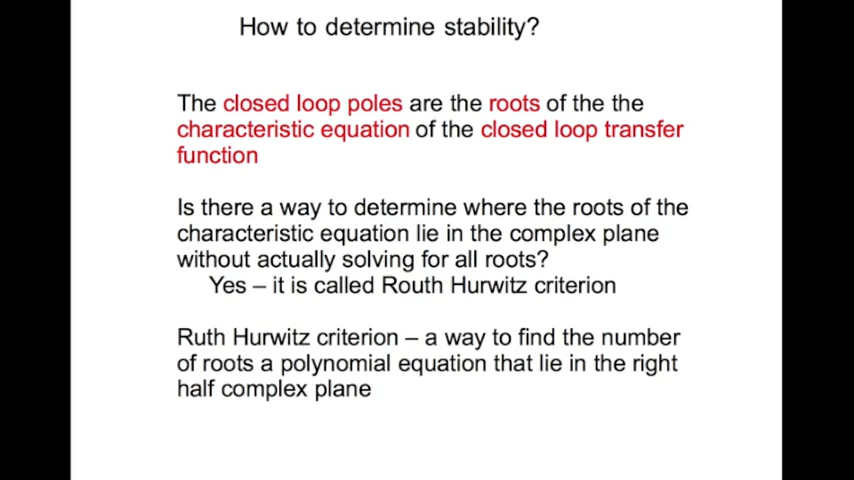 How to determine stability?
The closed loop poles are the roots of the the
characteristic equation of the closed loop transfer
function
Is there a way to determine where the roots of the
characteristic equation lie in the complex plane
without actually solving for all roots?
Yes – it is called Routh Hurwitz criterion
Ruth Hurwitz criterion – a way to find the number
of roots a polynomial equation that lie in the right
half complex plane